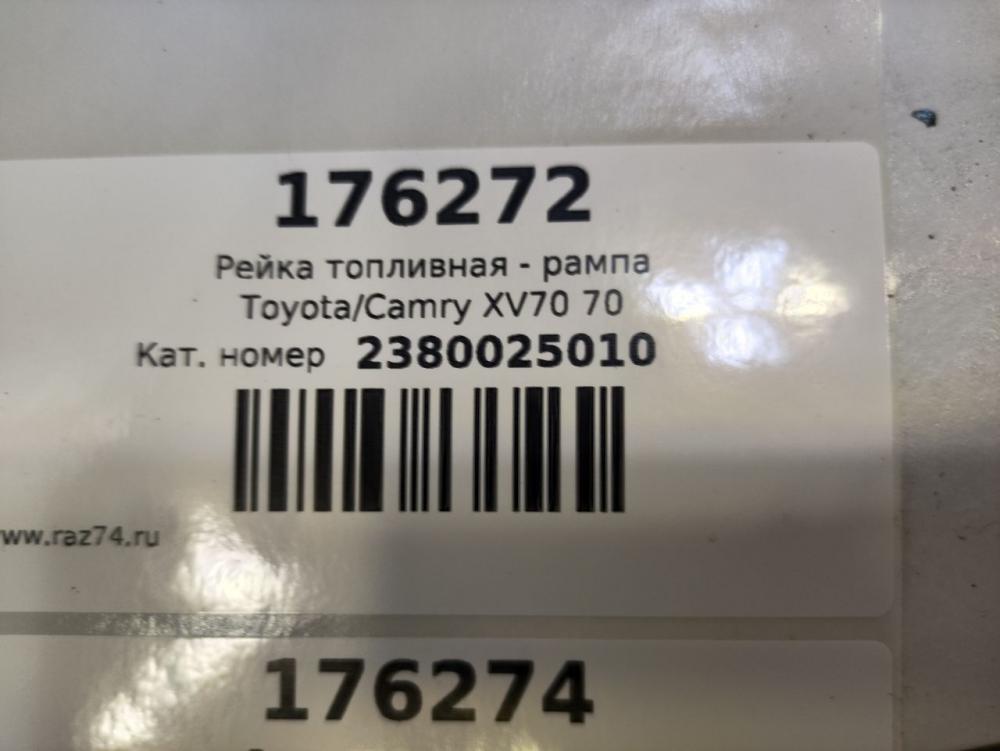 176272
Рейка топливная - рампа
Toyota/Camry XV70 70
Кат. номер 2380025010
www.raz74.ru
176274